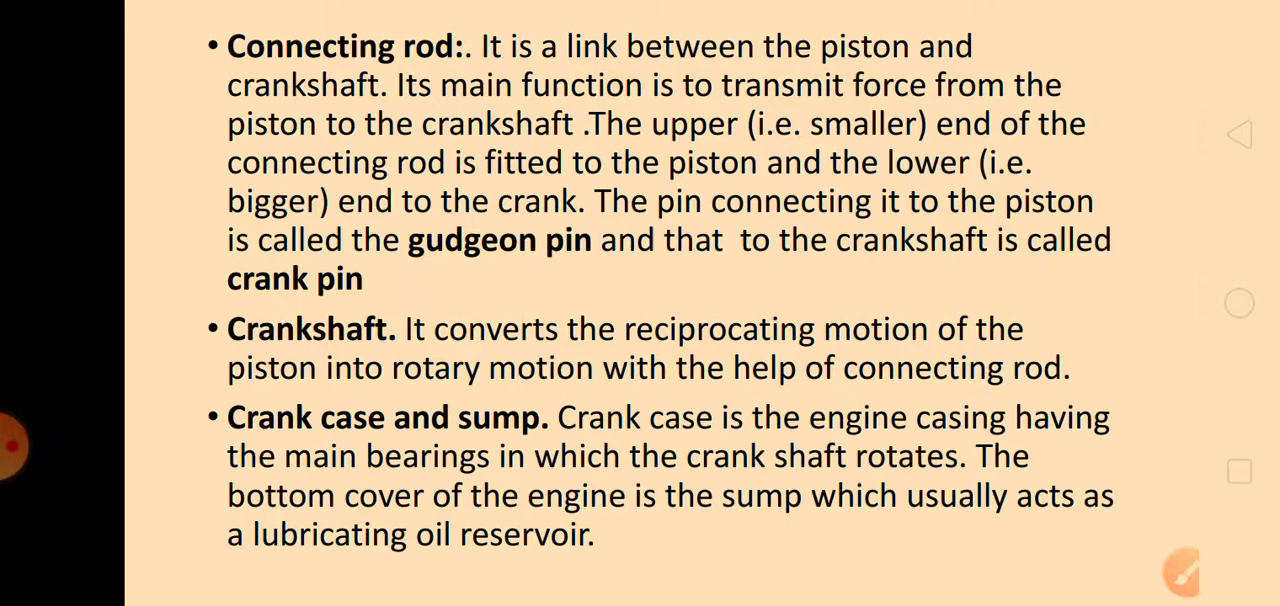 • Connecting rod:. It is a link between the piston and
crankshaft. Its main function is to transmit force from the
piston to the crankshaft .The upper (i.e. smaller) end of the
connecting rod is fitted to the piston and the lower (i.e.
bigger) end to the crank. The pin connecting it to the piston
is called the gudgeon pin and that  to the crankshaft is called
crank pin
• Crankshaft. It converts the reciprocating motion of the
piston into rotary motion with the help of connecting rod.
• Crank case and sump. Crank case is the engine casing having
the main bearings in which the crank shaft rotates. The
bottom cover of the engine is the sump which usually acts as
a lubricating oil reservoir.